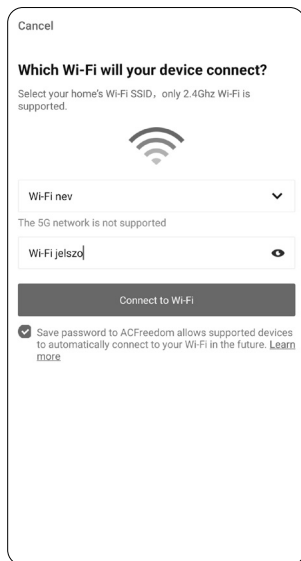 Cancel
Which Wi-Fi will your device connect?
Select your home's Wi-Fi SSID, only 2.4Ghz Wi-Fi is
supported.
Wi-Fi nev
The 5G network is not supported
Wi-Fi jelszo
Connect to Wi-Fi
Save password to ACFreedom allows supported devices
to automatically connect to your Wi-Fi in the future. Learn
more